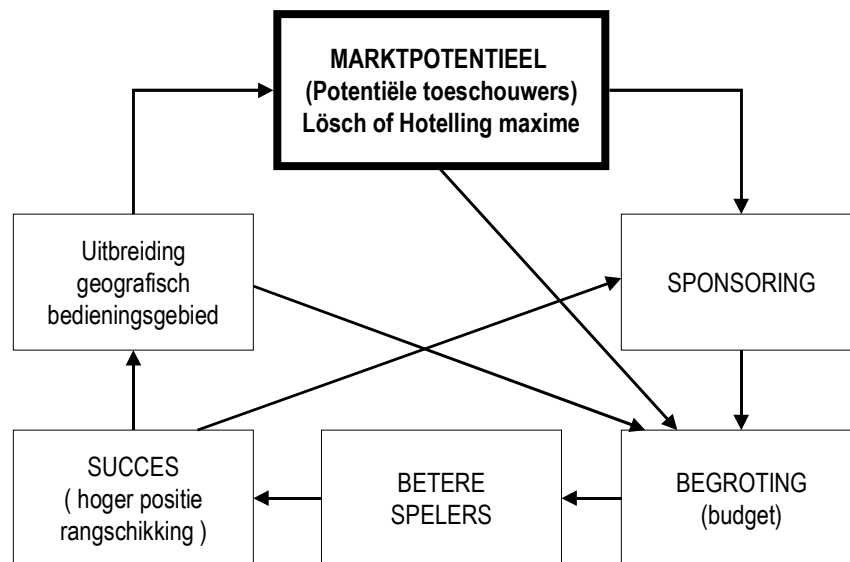 MARKTPOTENTIEEL
(Potentiële toeschouwers)
Lösch of Hotelling maxime
Uitbreiding
geografisch
bedieningsgebied
SPONSORING
SUCCES
( hoger positie
rangschikking )
BETERE
SPELERS
BEGROTING
(budget)